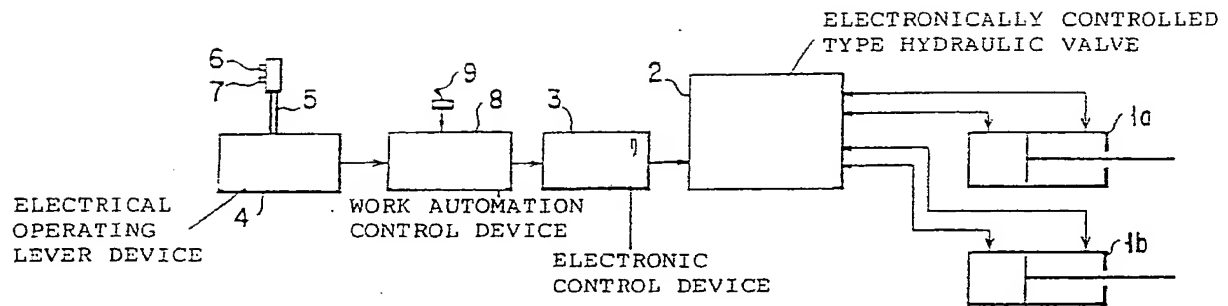 ELECTRONICALLY CONTROLLED
TYPE HYDRAULIC VALVE
6
7
5
9
8
3
2
1a
ELECTRICAL
OPERATING
LEVER DEVICE
4
WORK AUTOMATION
CONTROL DEVICE
ELECTRONIC
CONTROL DEVICE
1b